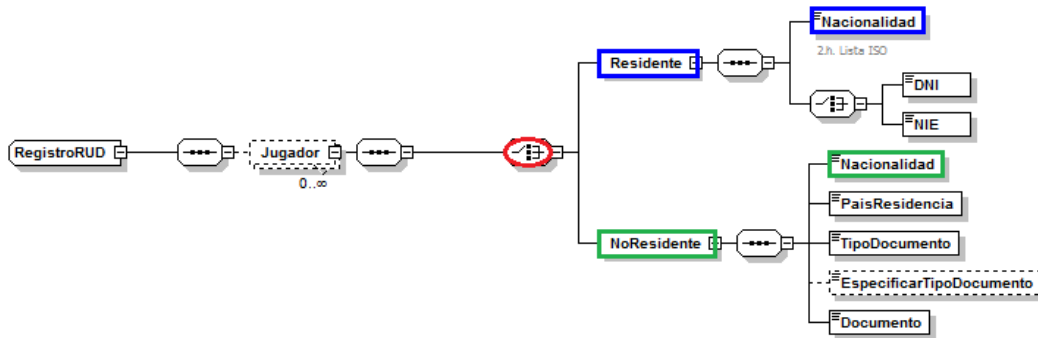 Nacionalidad
2.h. Lista ISO
Residente
DNI
NIE
RegistroRUD
Jugador
0..∞
Nacionalidad
PaisResidencia
NoResidente
TipoDocumento
EspecificarTipoDocumento
Documento